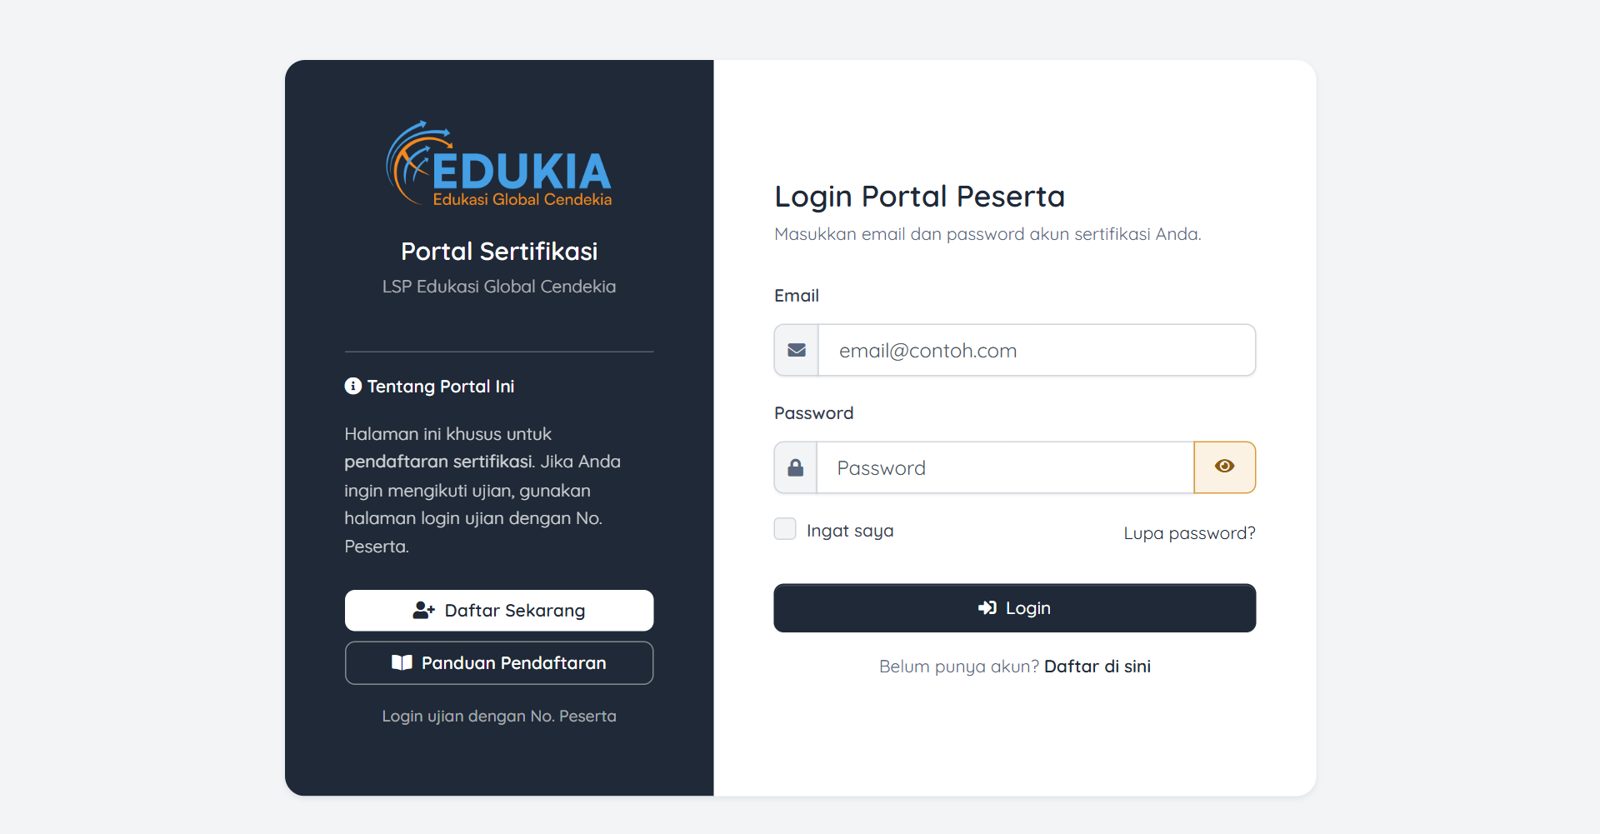 EDUKIA
Edukasi Global Cendekia
Portal Sertifikasi
LSP Edukasi Global Cendekia
Tentang Portal Ini
Halaman ini khusus untuk
pendaftaran sertifikasi. Jika Anda
ingin mengikuti ujian, gunakan
halaman login ujian dengan No.
Peserta.
Daftar Sekarang
Panduan Pendaftaran
Login ujian dengan No. Peserta
Login Portal Peserta
Masukkan email dan password akun sertifikasi Anda.
Email
email@contoh.com
Password
Password
Ingat saya
Lupa password?
Login
Belum punya akun? Daftar di sini